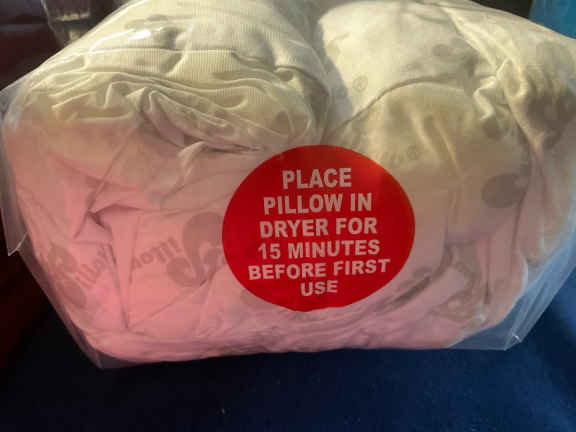 PLACE
PILLOW IN
DRYER FOR
15 MINUTES
BEFORE FIRST
USE